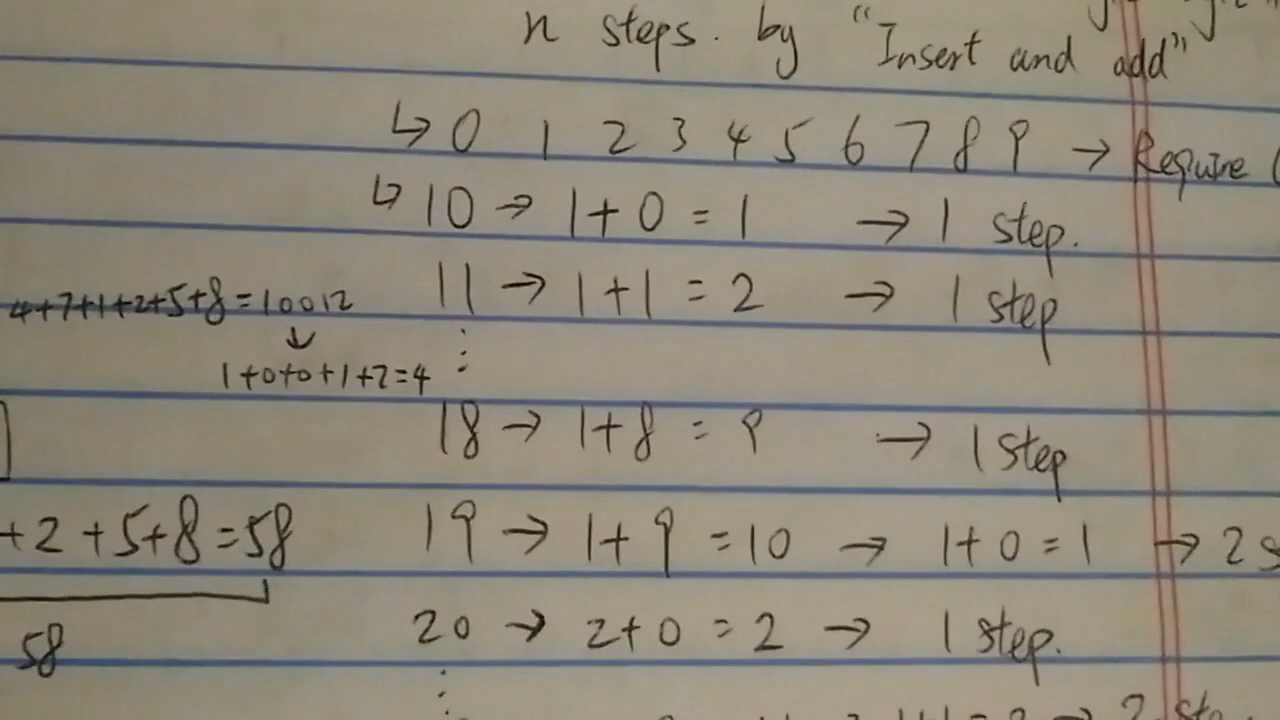 n steps. by "Insert and add"
↳ 0 1 2 3 4 5 6 7 8 9 → Require (
↳ 10 → 1+0 = 1 → 1 step.
11 → 1+1 = 2 → 1 step
4+7+1+2+5+8=10012
↓
1+0+0+1+2=4
⋮
18 → 1+8 = 9 → 1 step
+2+5+8=58
19 → 1+9 = 10 → 1+0=1 → 2 s
20 → 2+0 = 2 → 1 step.
58
⋮